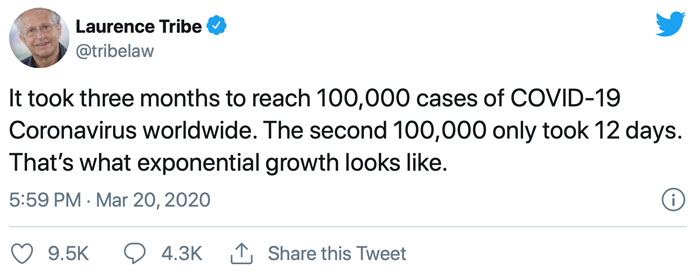 Laurence Tribe
@tribelaw
It took three months to reach 100,000 cases of COVID-19
Coronavirus worldwide. The second 100,000 only took 12 days.
That’s what exponential growth looks like.
5:59 PM · Mar 20, 2020
9.5K 4.3K Share this Tweet